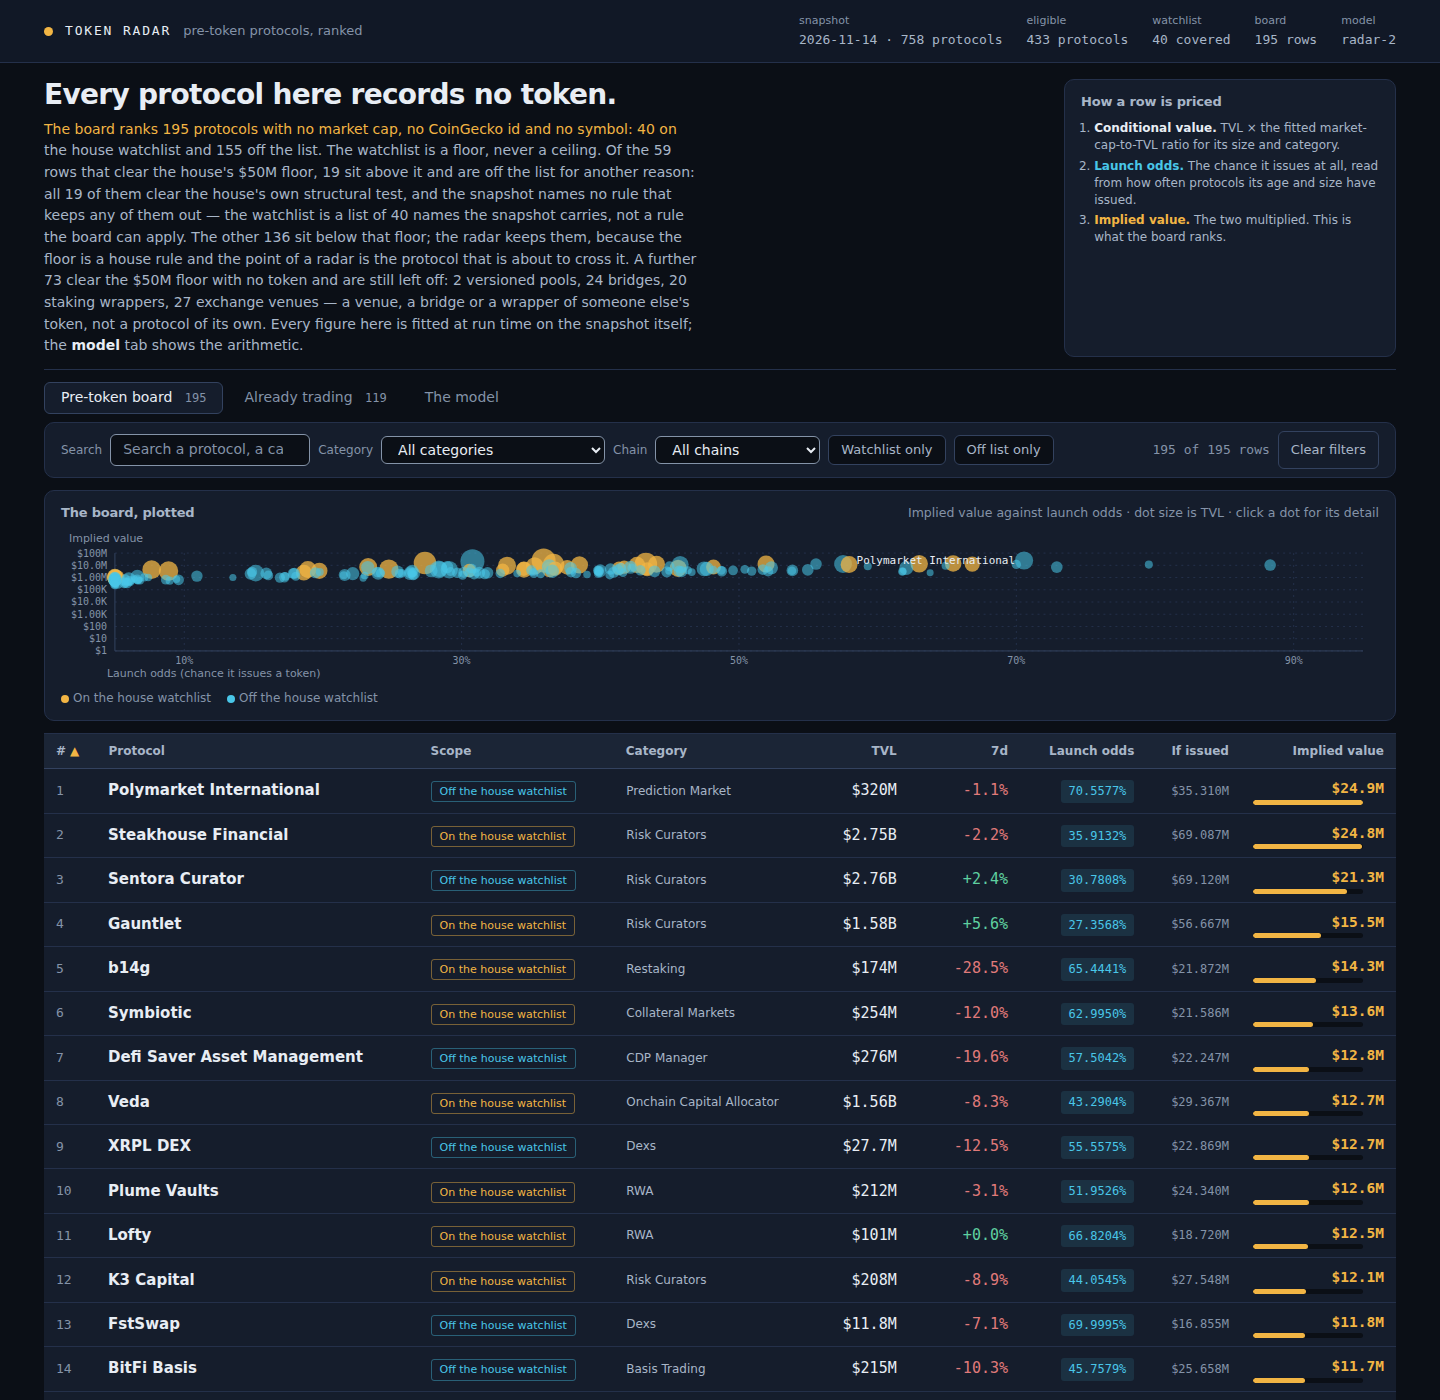 TOKEN RADAR pre-token protocols, ranked
snapshot eligible watchlist board model
2026-11-14 · 758 protocols 433 protocols 40 covered 195 rows radar-2
Every protocol here records no token.
The board ranks 195 protocols with no market cap, no CoinGecko id and no symbol: 40 on
the house watchlist and 155 off the list. The watchlist is a floor, never a ceiling. Of the 59
rows that clear the house's $50M floor, 19 sit above it and are off the list for another reason:
all 19 of them clear the house's own structural test, and the snapshot names no rule that
keeps any of them out — the watchlist is a list of 40 names the snapshot carries, not a rule
the board can apply. The other 136 sit below that floor; the radar keeps them, because the
floor is a house rule and the point of a radar is the protocol that is about to cross it. A further
73 clear the $50M floor with no token and are still left off: 2 versioned pools, 24 bridges, 20
staking wrappers, 27 exchange venues — a venue, a bridge or a wrapper of someone else's
token, not a protocol of its own. Every figure here is fitted at run time on the snapshot itself;
the model tab shows the arithmetic.
How a row is priced
1. Conditional value. TVL × the fitted market-
cap-to-TVL ratio for its size and category.
2. Launch odds. The chance it issues at all, read
from how often protocols its age and size have
issued.
3. Implied value. The two multiplied. This is
what the board ranks.
Pre-token board 195 Already trading 119 The model
Search Search a protocol, a ca Category All categories Chain All chains Watchlist only Off list only 195 of 195 rows Clear filters
The board, plotted Implied value against launch odds · dot size is TVL · click a dot for its detail
Implied value
$100M
$10.0M
$1.00M
$100K
$10.0K
$1.00K
$100
$10
$1
Polymarket International
10% 30% 50% 70% 90%
Launch odds (chance it issues a token)
On the house watchlist Off the house watchlist
# ▲ Protocol Scope Category TVL 7d Launch odds If issued Implied value
1 Polymarket International Off the house watchlist Prediction Market $320M -1.1% 70.5577% $35.310M $24.9M
2 Steakhouse Financial On the house watchlist Risk Curators $2.75B -2.2% 35.9132% $69.087M $24.8M
3 Sentora Curator Off the house watchlist Risk Curators $2.76B +2.4% 30.7808% $69.120M $21.3M
4 Gauntlet On the house watchlist Risk Curators $1.58B +5.6% 27.3568% $56.667M $15.5M
5 b14g On the house watchlist Restaking $174M -28.5% 65.4441% $21.872M $14.3M
6 Symbiotic On the house watchlist Collateral Markets $254M -12.0% 62.9950% $21.586M $13.6M
7 Defi Saver Asset Management Off the house watchlist CDP Manager $276M -19.6% 57.5042% $22.247M $12.8M
8 Veda On the house watchlist Onchain Capital Allocator $1.56B -8.3% 43.2904% $29.367M $12.7M
9 XRPL DEX Off the house watchlist Dexs $27.7M -12.5% 55.5575% $22.869M $12.7M
10 Plume Vaults On the house watchlist RWA $212M -3.1% 51.9526% $24.340M $12.6M
11 Lofty On the house watchlist RWA $101M +0.0% 66.8204% $18.720M $12.5M
12 K3 Capital On the house watchlist Risk Curators $208M -8.9% 44.0545% $27.548M $12.1M
13 FstSwap Off the house watchlist Dexs $11.8M -7.1% 69.9995% $16.855M $11.8M
14 BitFi Basis Off the house watchlist Basis Trading $215M -10.3% 45.7579% $25.658M $11.7M